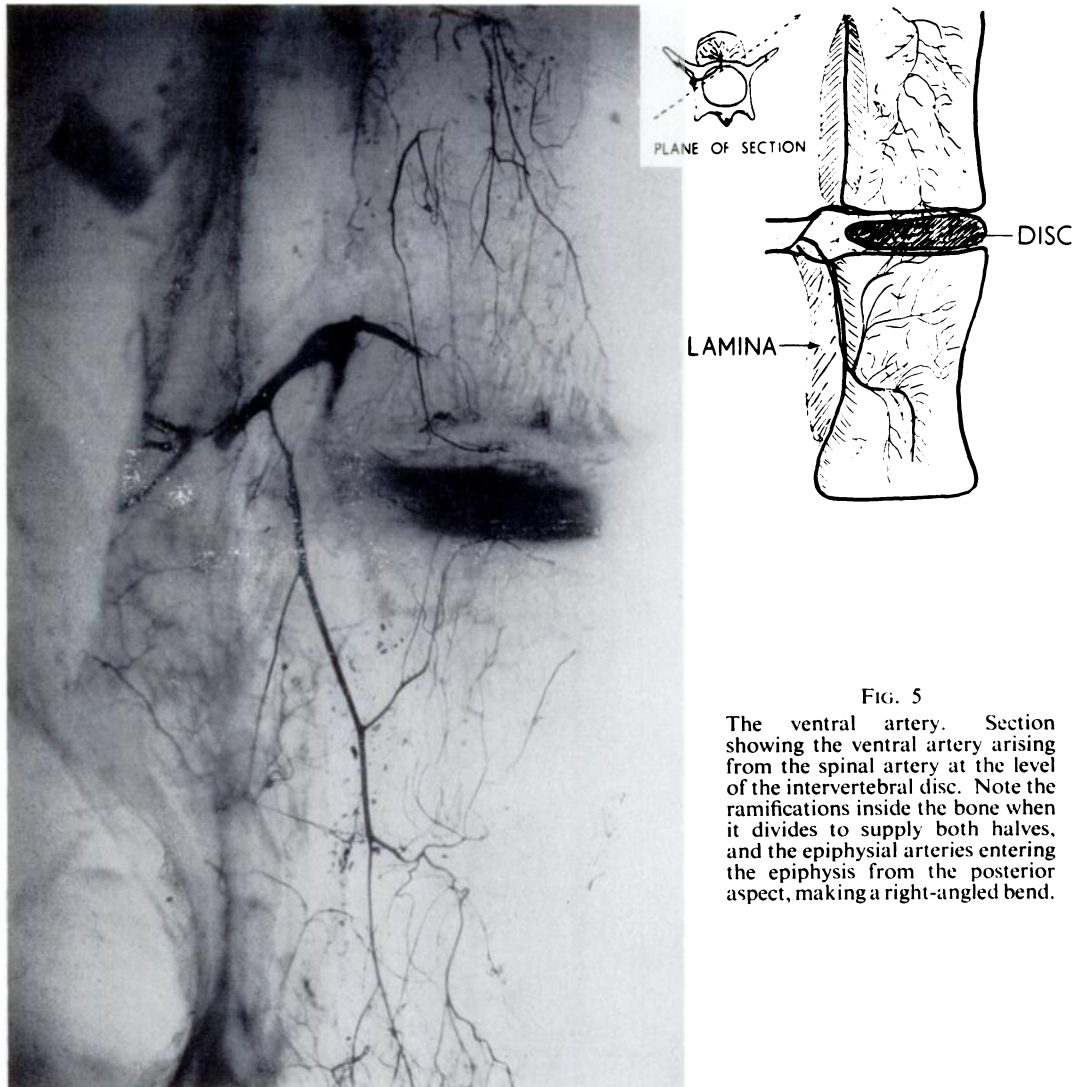 PLANE OF SECTION
DISC
LAMINA
FIG. 5
The ventral artery. Section
showing the ventral artery arising
from the spinal artery at the level
of the intervertebral disc. Note the
ramifications inside the bone when
it divides to supply both halves,
and the epiphysial arteries entering
the epiphysis from the posterior
aspect, making a right-angled bend.